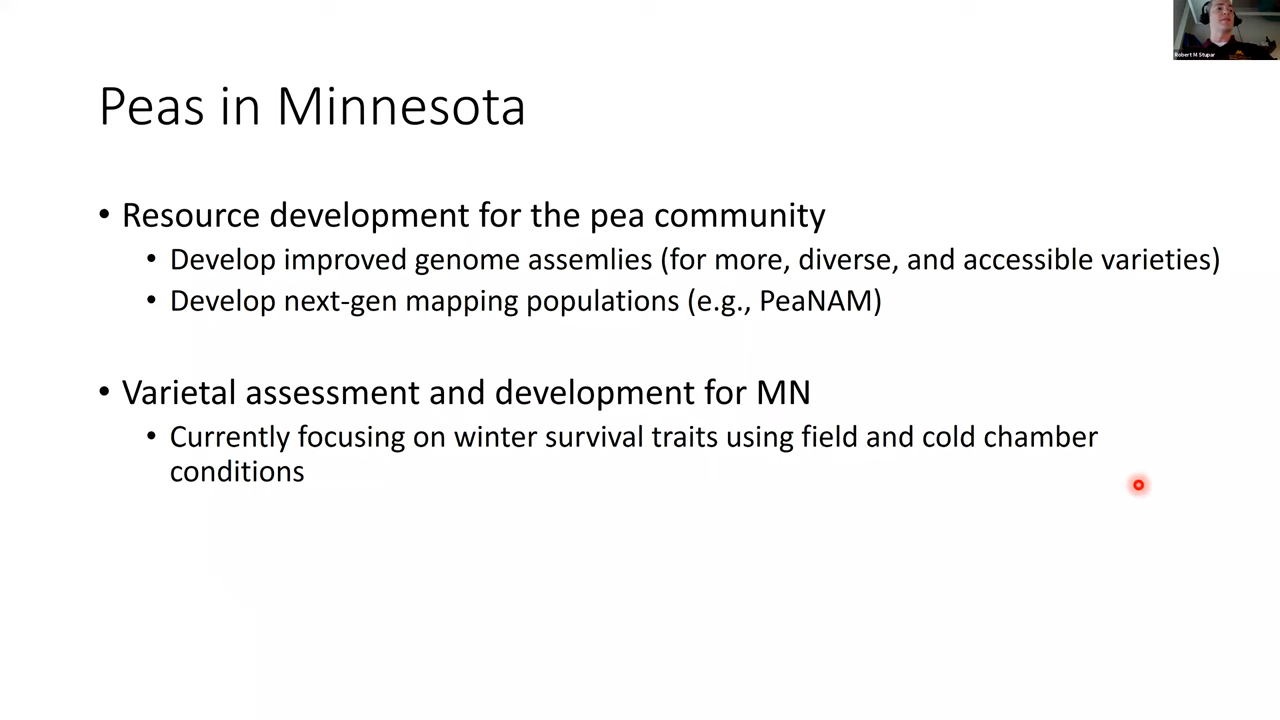 Robert M Stupar
Peas in Minnesota
• Resource development for the pea community
• Develop improved genome assemlies (for more, diverse, and accessible varieties)
• Develop next-gen mapping populations (e.g., PeaNAM)
• Varietal assessment and development for MN
• Currently focusing on winter survival traits using field and cold chamber
conditions